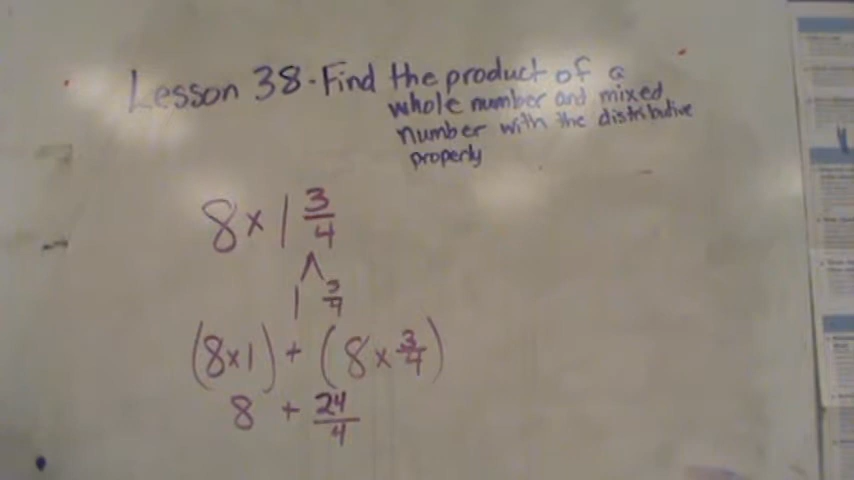 Lesson 38 - Find the product of a
whole number and mixed
number with the distributive
property
8 × 1 3/4
1 3/4
(8×1) + (8 × 3/4)
8 + 24/4